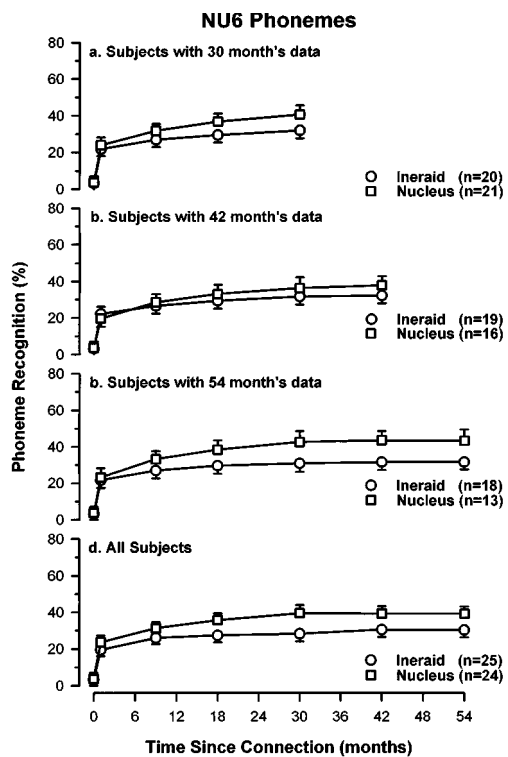 NU6 Phonemes
a. Subjects with 30 month's data
80
60
40
20
0
Ineraid (n=20)
Nucleus (n=21)
b. Subjects with 42 month's data
80
60
40
20
0
Ineraid (n=19)
Nucleus (n=16)
b. Subjects with 54 month's data
80
60
40
20
0
Ineraid (n=18)
Nucleus (n=13)
d. All Subjects
80
60
40
20
0
Ineraid (n=25)
Nucleus (n=24)
Phoneme Recognition (%)
0 6 12 18 24 30 36 42 48 54
Time Since Connection (months)